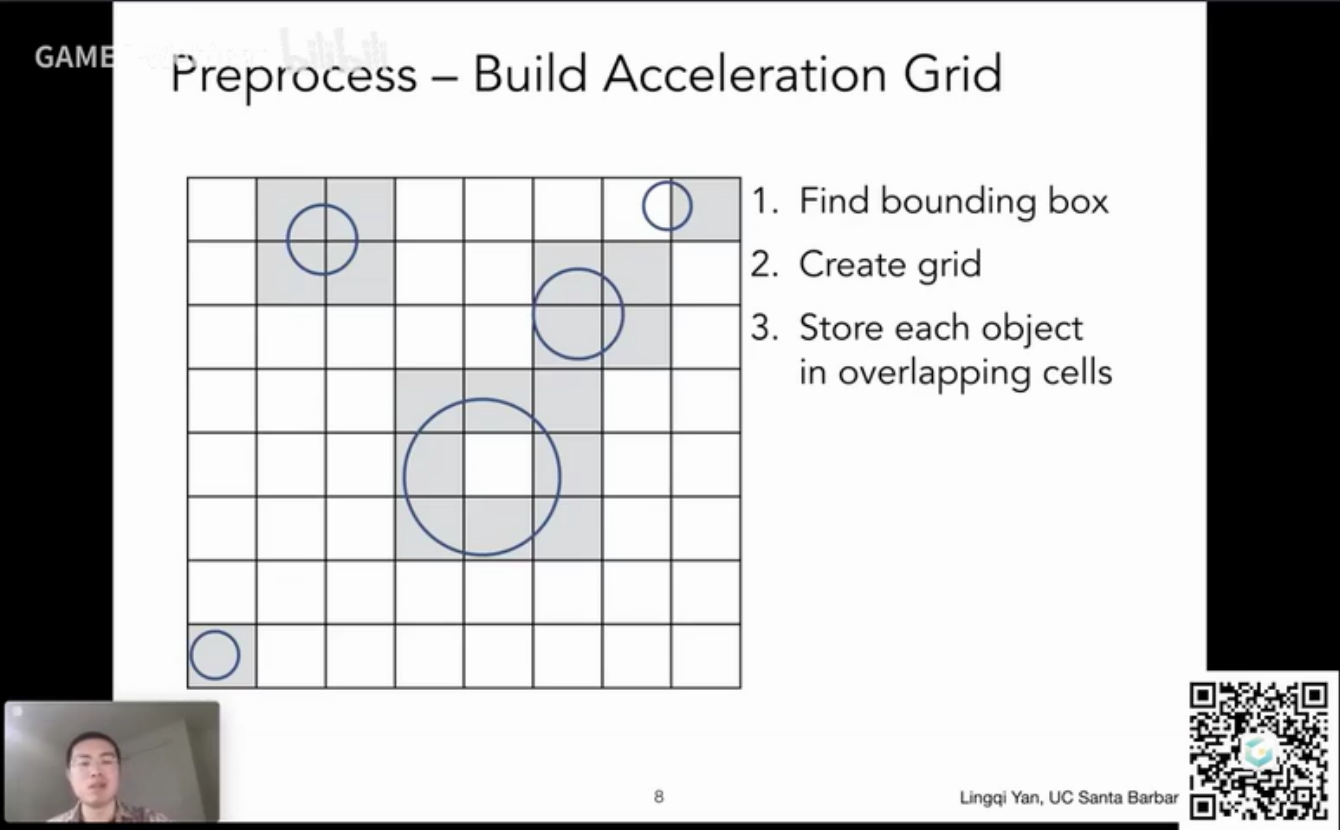 GAME
Preprocess – Build Acceleration Grid
1. Find bounding box
2. Create grid
3. Store each object
in overlapping cells
8
Lingqi Yan, UC Santa Barbar